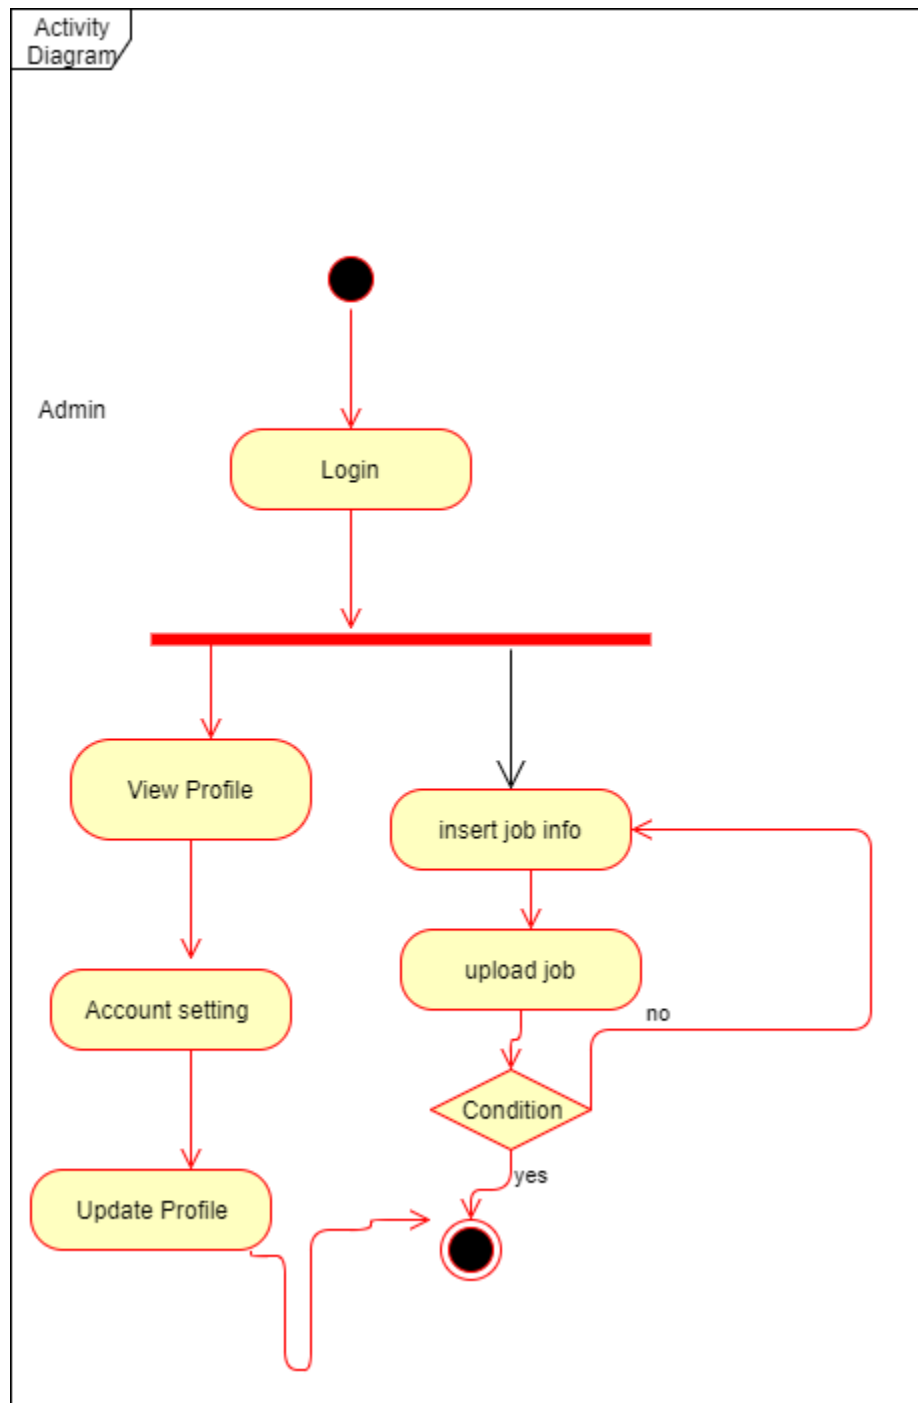 Activity
Diagram
Admin
Login
View Profile
insert job info
Account setting
upload job
no
Condition
yes
Update Profile